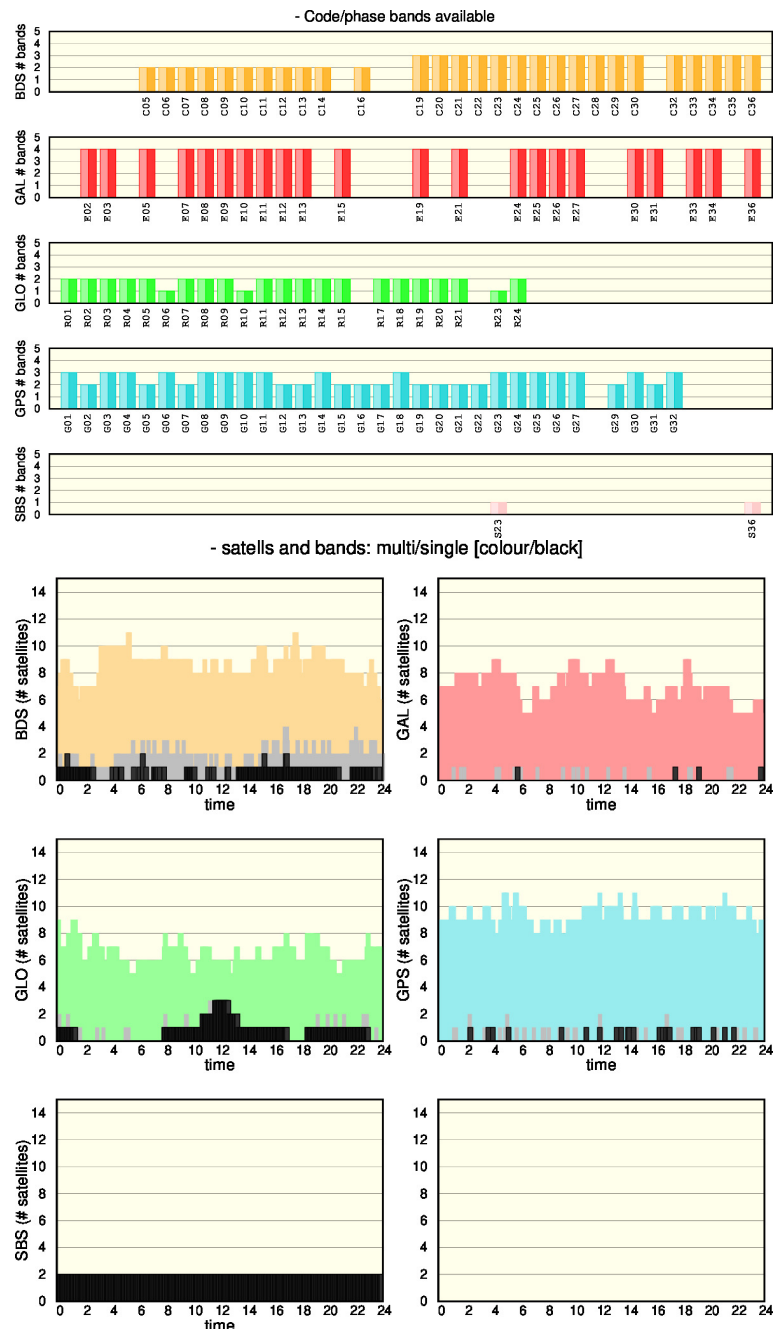 - Code/phase bands available
BDS # bands
5
4
3
2
1
0
C05 C06 C07 C08 C09 C10 C11 C12 C13 C14 C16 C19 C20 C21 C22 C23 C24 C25 C26 C27 C28 C29 C30 C32 C33 C34 C35 C36
GAL # bands
5
4
3
2
1
0
E02 E03 E05 E07 E08 E09 E10 E11 E12 E13 E15 E19 E21 E24 E25 E26 E27 E30 E31 E33 E34 E36
GLO # bands
5
4
3
2
1
0
R01 R02 R03 R04 R05 R06 R07 R08 R09 R10 R11 R12 R13 R14 R15 R17 R18 R19 R20 R21 R23 R24
GPS # bands
5
4
3
2
1
0
G01 G02 G03 G04 G05 G06 G07 G08 G09 G10 G11 G12 G13 G14 G15 G16 G17 G18 G19 G20 G21 G22 G23 G24 G25 G26 G27 G29 G30 G31 G32
SBS # bands
5
4
3
2
1
0
S23 S36
- satells and bands: multi/single [colour/black]
BDS (# satellites)
14
12
10
8
6
4
2
0
0 2 4 6 8 10 12 14 16 18 20 22 24
time
GAL (# satellites)
14
12
10
8
6
4
2
0
0 2 4 6 8 10 12 14 16 18 20 22 24
time
GLO (# satellites)
14
12
10
8
6
4
2
0
0 2 4 6 8 10 12 14 16 18 20 22 24
time
GPS (# satellites)
14
12
10
8
6
4
2
0
0 2 4 6 8 10 12 14 16 18 20 22 24
time
SBS (# satellites)
14
12
10
8
6
4
2
0
0 2 4 6 8 10 12 14 16 18 20 22 24
time
14
12
10
8
6
4
2
0
0 2 4 6 8 10 12 14 16 18 20 22 24